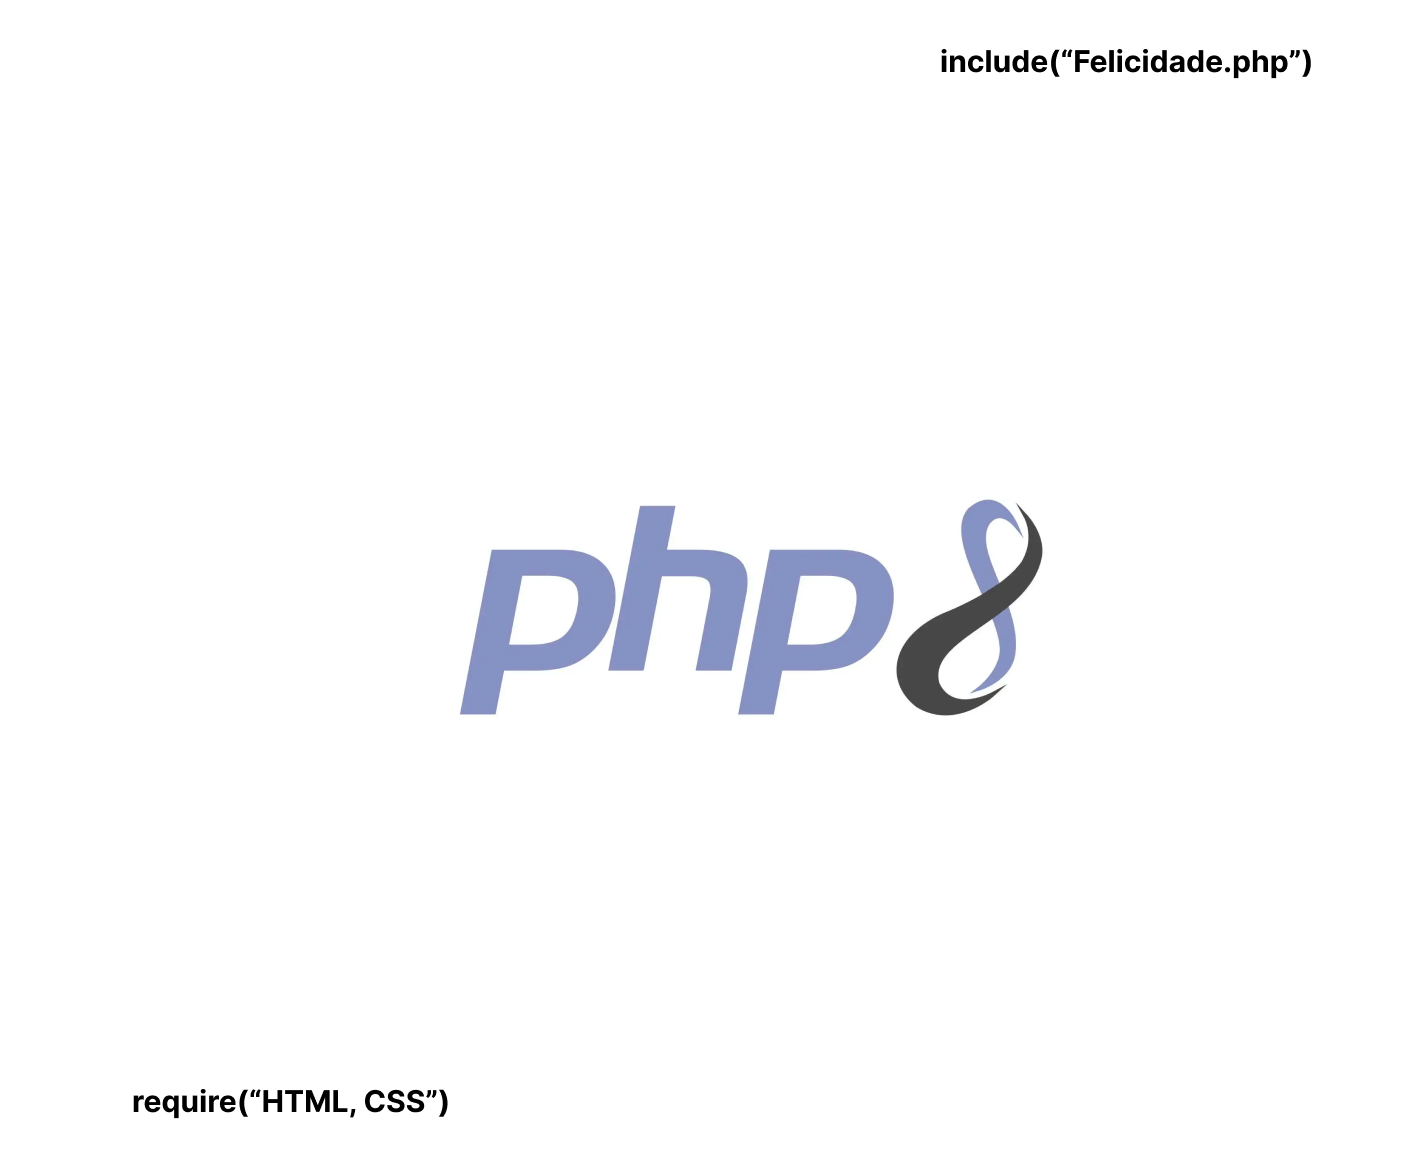 include(“Felicidade.php”)
php8
require(“HTML, CSS”)